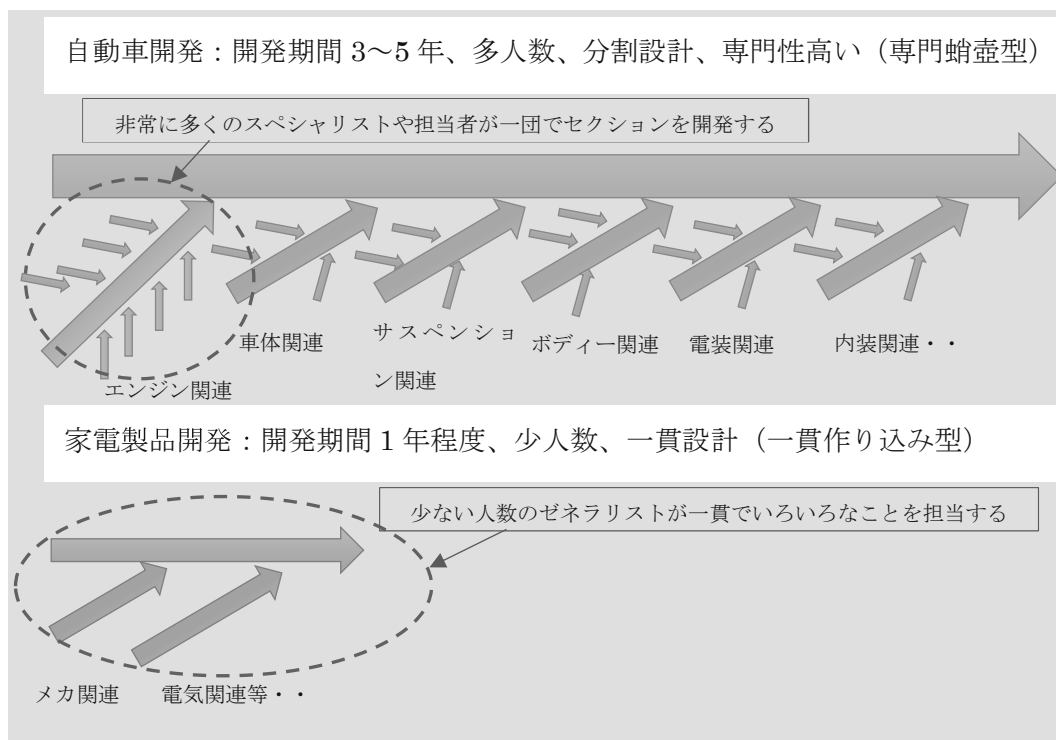 自動車開発：開発期間 3～5 年、多人数、分割設計、専門性高い（専門蛸壺型）
非常に多くのスペシャリストや担当者が一団でセクションを開発する
エンジン関連
車体関連
サスペンショ
ン関連
ボディー関連
電装関連
内装関連・・
家電製品開発：開発期間 1 年程度、少人数、一貫設計（一貫作り込み型）
少ない人数のゼネラリストが一貫でいろいろなことを担当する
メカ関連
電気関連等・・